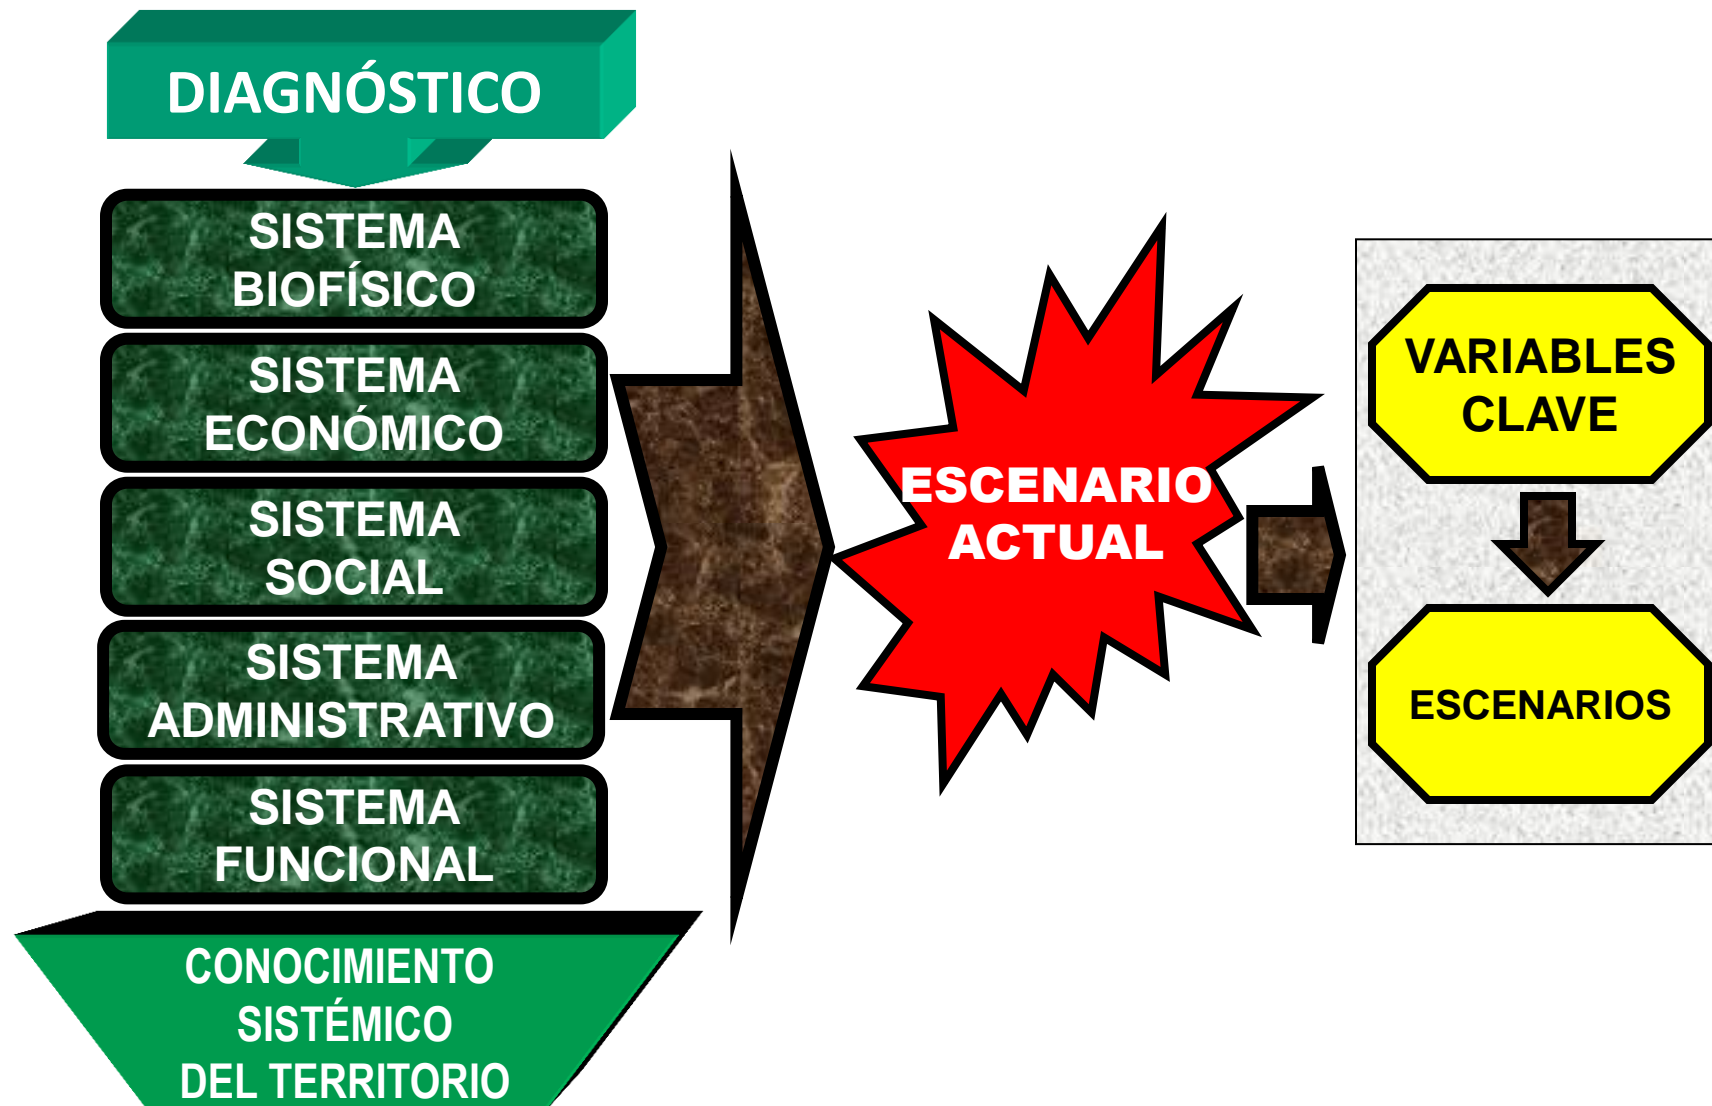 DIAGNÓSTICO
SISTEMA
BIOFÍSICO
SISTEMA
ECONÓMICO
SISTEMA
SOCIAL
SISTEMA
ADMINISTRATIVO
SISTEMA
FUNCIONAL
CONOCIMIENTO
SISTÉMICO
DEL TERRITORIO
ESCENARIO
ACTUAL
VARIABLES
CLAVE
ESCENARIOS